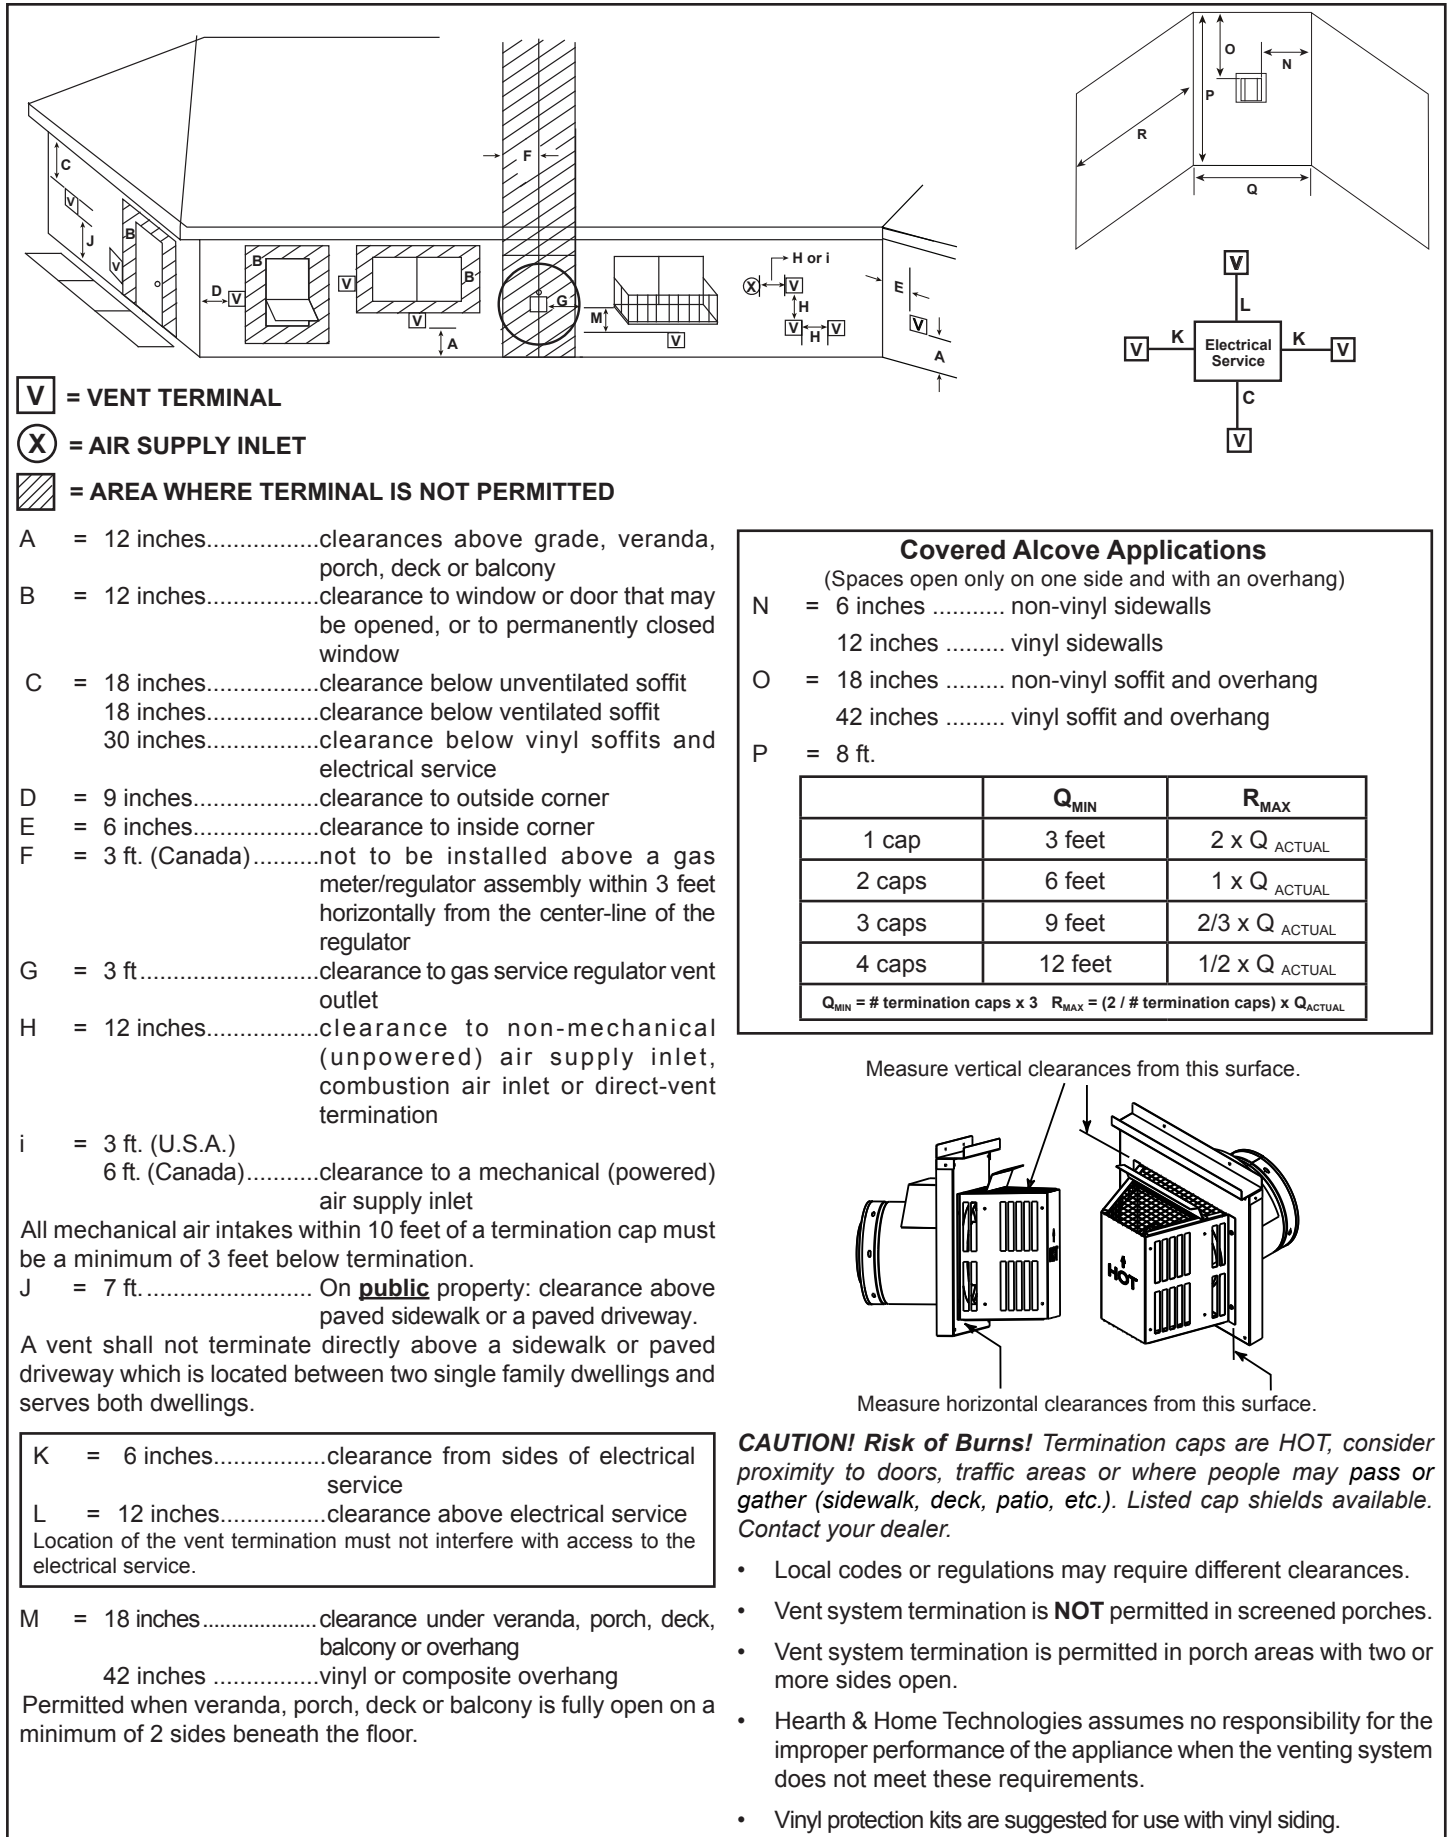 C
V
J
B
V
D
V
B
V
B
V
A
F
G
M
V
H or i
X
V
H
V
V
H
E
V
A
O
N
P
R
Q
V
L
V
K
Electrical
Service
K
V
C
V
V = VENT TERMINAL
X = AIR SUPPLY INLET
= AREA WHERE TERMINAL IS NOT PERMITTED
A = 12 inches.................clearances above grade, veranda,
porch, deck or balcony
B = 12 inches.................clearance to window or door that may
be opened, or to permanently closed
window
C = 18 inches.................clearance below unventilated soffit
18 inches.................clearance below ventilated soffit
30 inches.................clearance below vinyl soffits and
electrical service
D = 9 inches...................clearance to outside corner
E = 6 inches...................clearance to inside corner
F = 3 ft. (Canada)..........not to be installed above a gas
meter/regulator assembly within 3 feet
horizontally from the center-line of the
regulator
G = 3 ft...........................clearance to gas service regulator vent
outlet
H = 12 inches.................clearance to non-mechanical
(unpowered) air supply inlet,
combustion air inlet or direct-vent
termination
i = 3 ft. (U.S.A.)
6 ft. (Canada)...........clearance to a mechanical (powered)
air supply inlet
All mechanical air intakes within 10 feet of a termination cap must
be a minimum of 3 feet below termination.
J = 7 ft. ......................... On public property: clearance above
paved sidewalk or a paved driveway.
A vent shall not terminate directly above a sidewalk or paved
driveway which is located between two single family dwellings and
serves both dwellings.
K = 6 inches.................clearance from sides of electrical
service
L = 12 inches...............clearance above electrical service
Location of the vent termination must not interfere with access to the
electrical service.
M = 18 inches....................clearance under veranda, porch, deck,
balcony or overhang
42 inches ................vinyl or composite overhang
Permitted when veranda, porch, deck or balcony is fully open on a
minimum of 2 sides beneath the floor.
Covered Alcove Applications
(Spaces open only on one side and with an overhang)
N = 6 inches ........... non-vinyl sidewalls
12 inches ......... vinyl sidewalls
O = 18 inches ......... non-vinyl soffit and overhang
42 inches ......... vinyl soffit and overhang
P = 8 ft.
QMIN RMAX
1 cap 3 feet 2 x Q ACTUAL
2 caps 6 feet 1 x Q ACTUAL
3 caps 9 feet 2/3 x Q ACTUAL
4 caps 12 feet 1/2 x Q ACTUAL
QMIN = # termination caps x 3 RMAX = (2 / # termination caps) x QACTUAL
Measure vertical clearances from this surface.
HOT
Measure horizontal clearances from this surface.
CAUTION! Risk of Burns! Termination caps are HOT, consider
proximity to doors, traffic areas or where people may pass or
gather (sidewalk, deck, patio, etc.). Listed cap shields available.
Contact your dealer.
• Local codes or regulations may require different clearances.
• Vent system termination is NOT permitted in screened porches.
• Vent system termination is permitted in porch areas with two or
more sides open.
• Hearth & Home Technologies assumes no responsibility for the
improper performance of the appliance when the venting system
does not meet these requirements.
• Vinyl protection kits are suggested for use with vinyl siding.